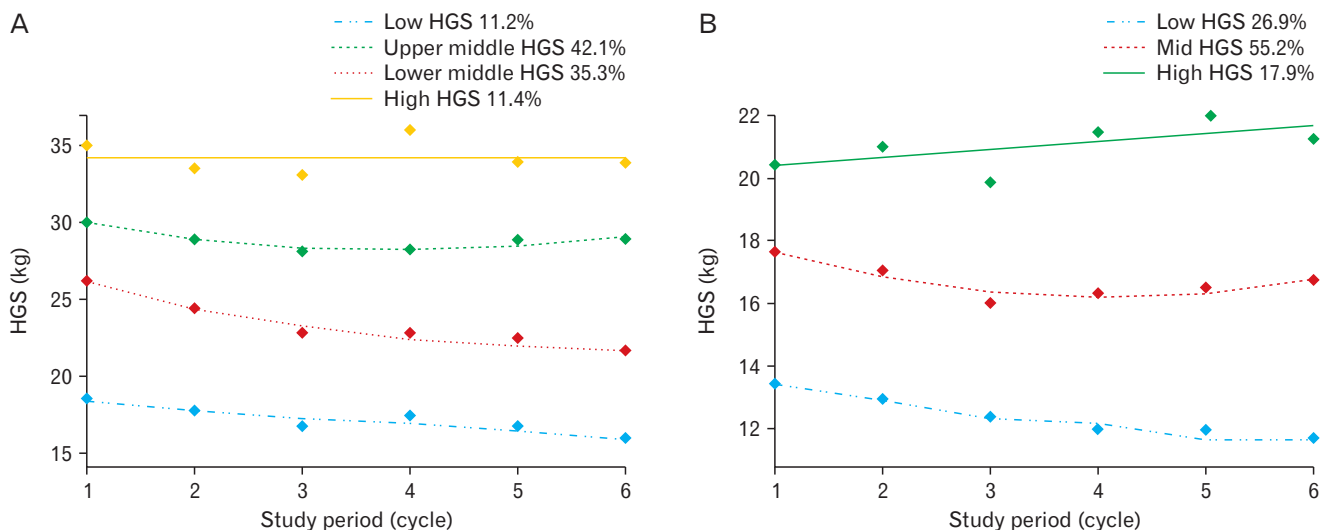 A
Low HGS 11.2%
Upper middle HGS 42.1%
Lower middle HGS 35.3%
High HGS 11.4%
35
30
25
20
15
HGS (kg)
1 2 3 4 5 6
Study period (cycle)
B
Low HGS 26.9%
Mid HGS 55.2%
High HGS 17.9%
22
20
18
16
14
12
HGS (kg)
1 2 3 4 5 6
Study period (cycle)